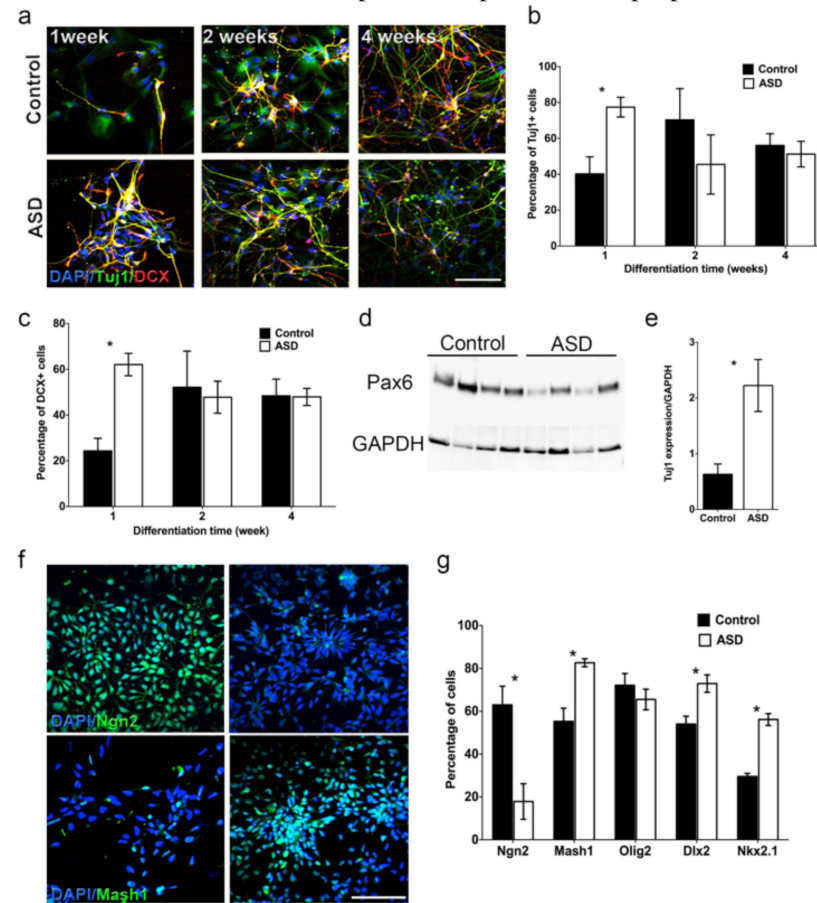 a
1week
2 weeks
4 weeks
Control
ASD
DAPI/Tuj1/DCX
b
Percentage of Tuj1+ cells
100
80
60
40
20
0
*
Control
ASD
1
2
4
Differentiation time (weeks)
c
Percentage of DCX+ cells
80
60
40
20
0
*
Control
ASD
1
2
4
Differentiation time (week)
d
Control
ASD
Pax6
GAPDH
e
Tuj1 expression/GAPDH
3
2
1
0
*
Control
ASD
f
DAPI/Ngn2
DAPI/Mash1
g
Percentage of cells
100
80
60
40
20
0
Control
ASD
*
*
*
*
Ngn2
Mash1
Olig2
Dlx2
Nkx2.1